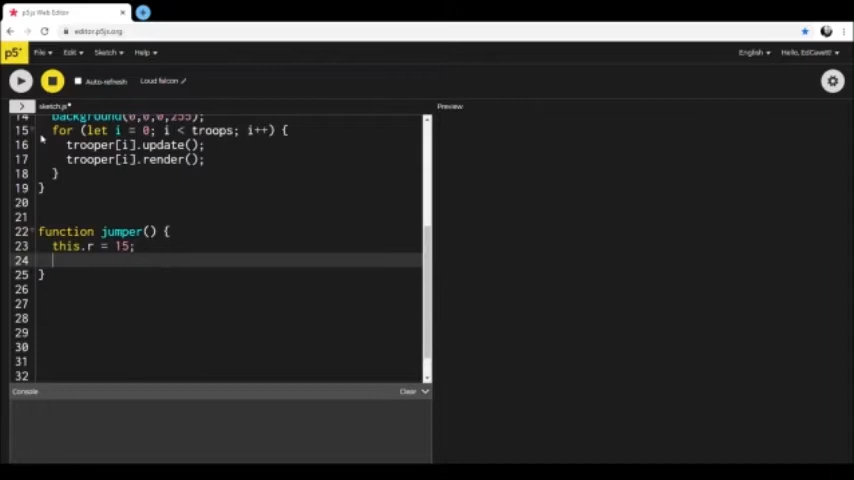 p5.js Web Editor
editor.p5js.org
p5* File Edit Sketch Help English Hello, EdCavett!
Auto-refresh Loud falcon
sketch.js* Preview
14 background(0,0,0,255);
15 for (let i = 0; i < troops; i++) {
16 trooper[i].update();
17 trooper[i].render();
18 }
19 }
20
21
22 function jumper() {
23 this.r = 15;
24
25 }
26
27
28
29
30
31
32
Console Clear